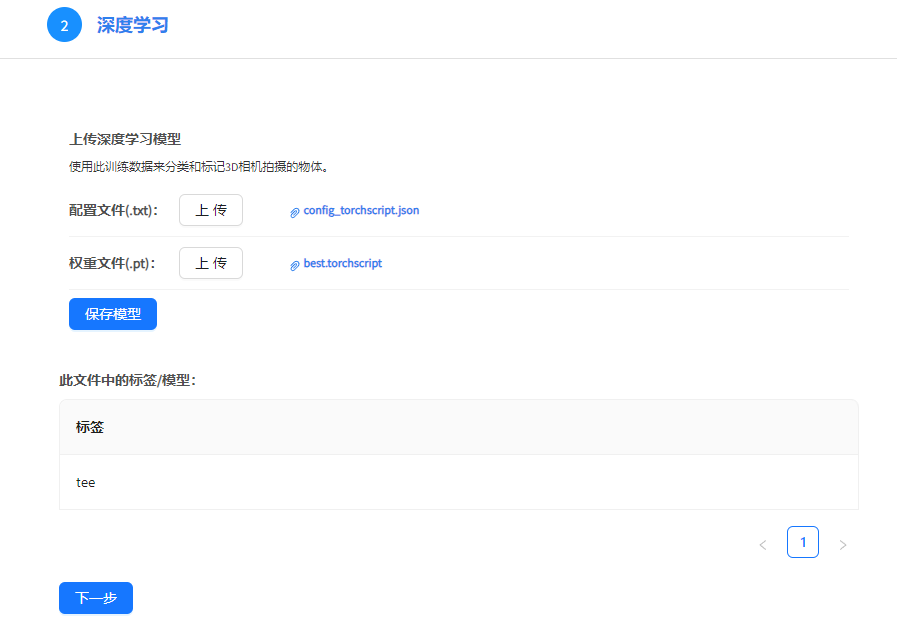 2 深度学习
上传深度学习模型
使用此训练数据来分类和标记3D相机拍摄的物体。
配置文件(.txt)： 上 传 config_torchscript.json
权重文件(.pt)： 上 传 best.torchscript
保存模型
此文件中的标签/模型：
标签
tee
< 1 >
下一步